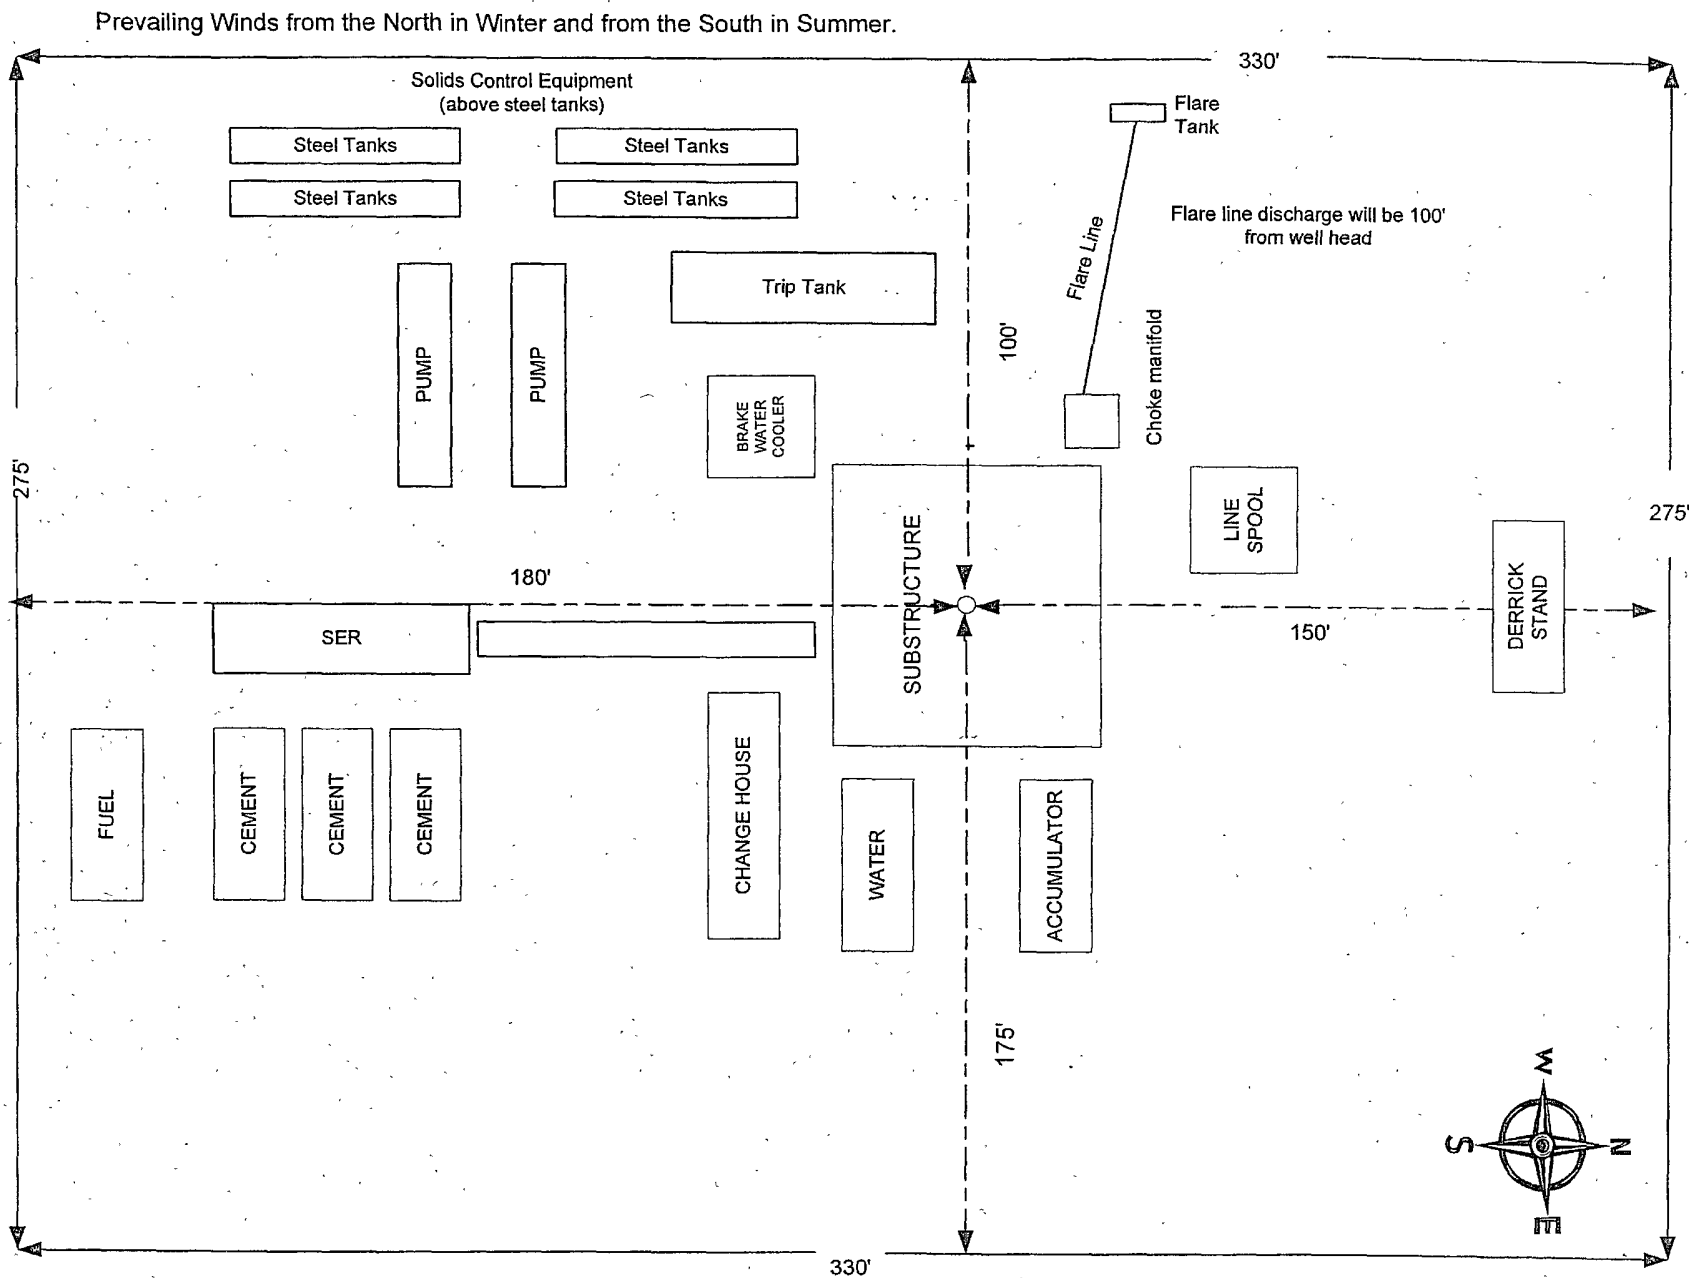 Prevailing Winds from the North in Winter and from the South in Summer.
330'
Solids Control Equipment
(above steel tanks)
Flare
Tank
Steel Tanks
Steel Tanks
Steel Tanks
Steel Tanks
Flare line discharge will be 100'
from well head
Flare Line
Trip Tank
100'
Choke manifold
PUMP
PUMP
BRAKE
WATER
COOLER
275'
LINE
SPOOL
275'
SUBSTRUCTURE
180'
DERRICK
STAND
SER
150'
FUEL
CEMENT
CEMENT
CEMENT
CHANGE HOUSE
WATER
ACCUMULATOR
175'
W
S
N
E
330'